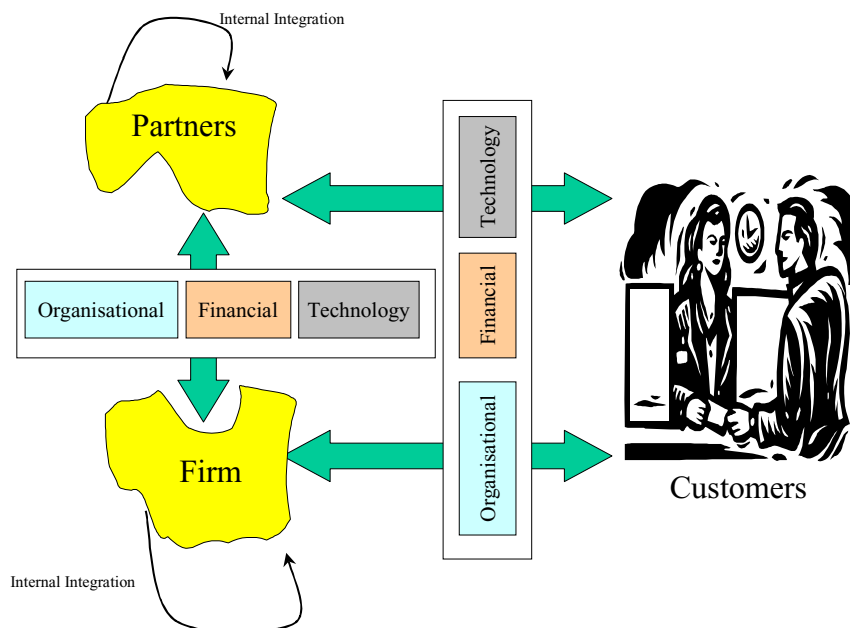 Internal Integration
Partners
Technology
Organisational
Financial
Technology
Financial
Organisational
Firm
Customers
Internal Integration